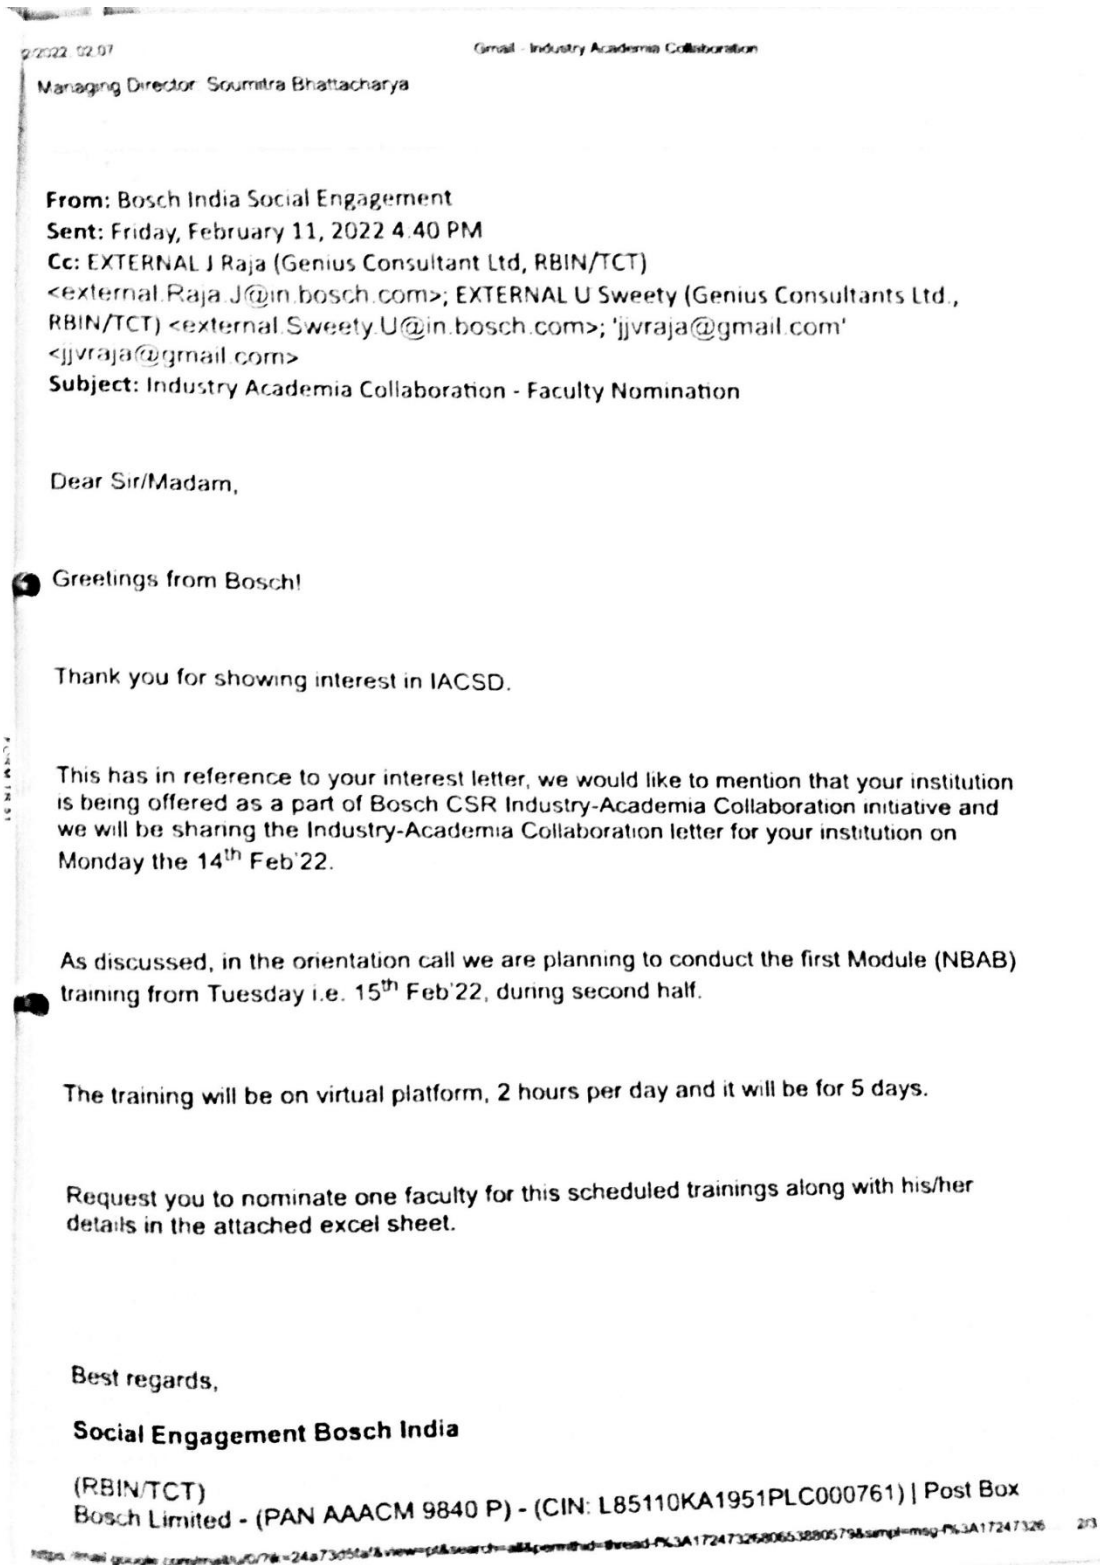 2/2022, 02:07 Gmail - Industry Academia Collaboration
Managing Director: Soumitra Bhattacharya
From: Bosch India Social Engagement
Sent: Friday, February 11, 2022 4:40 PM
Cc: EXTERNAL J Raja (Genius Consultant Ltd, RBIN/TCT)
<external.Raja.J@in.bosch.com>; EXTERNAL U Sweety (Genius Consultants Ltd.,
RBIN/TCT) <external.Sweety.U@in.bosch.com>; 'jjvraja@gmail.com'
<jjvraja@gmail.com>
Subject: Industry Academia Collaboration - Faculty Nomination
Dear Sir/Madam,
Greetings from Bosch!
Thank you for showing interest in IACSD.
This has in reference to your interest letter, we would like to mention that your institution
is being offered as a part of Bosch CSR Industry-Academia Collaboration initiative and
we will be sharing the Industry-Academia Collaboration letter for your institution on
Monday the 14th Feb'22.
As discussed, in the orientation call we are planning to conduct the first Module (NBAB)
training from Tuesday i.e. 15th Feb'22, during second half.
The training will be on virtual platform, 2 hours per day and it will be for 5 days.
Request you to nominate one faculty for this scheduled trainings along with his/her
details in the attached excel sheet.
Best regards,
Social Engagement Bosch India
(RBIN/TCT)
Bosch Limited - (PAN AAACM 9840 P) - (CIN: L85110KA1951PLC000761) | Post Box
2/3